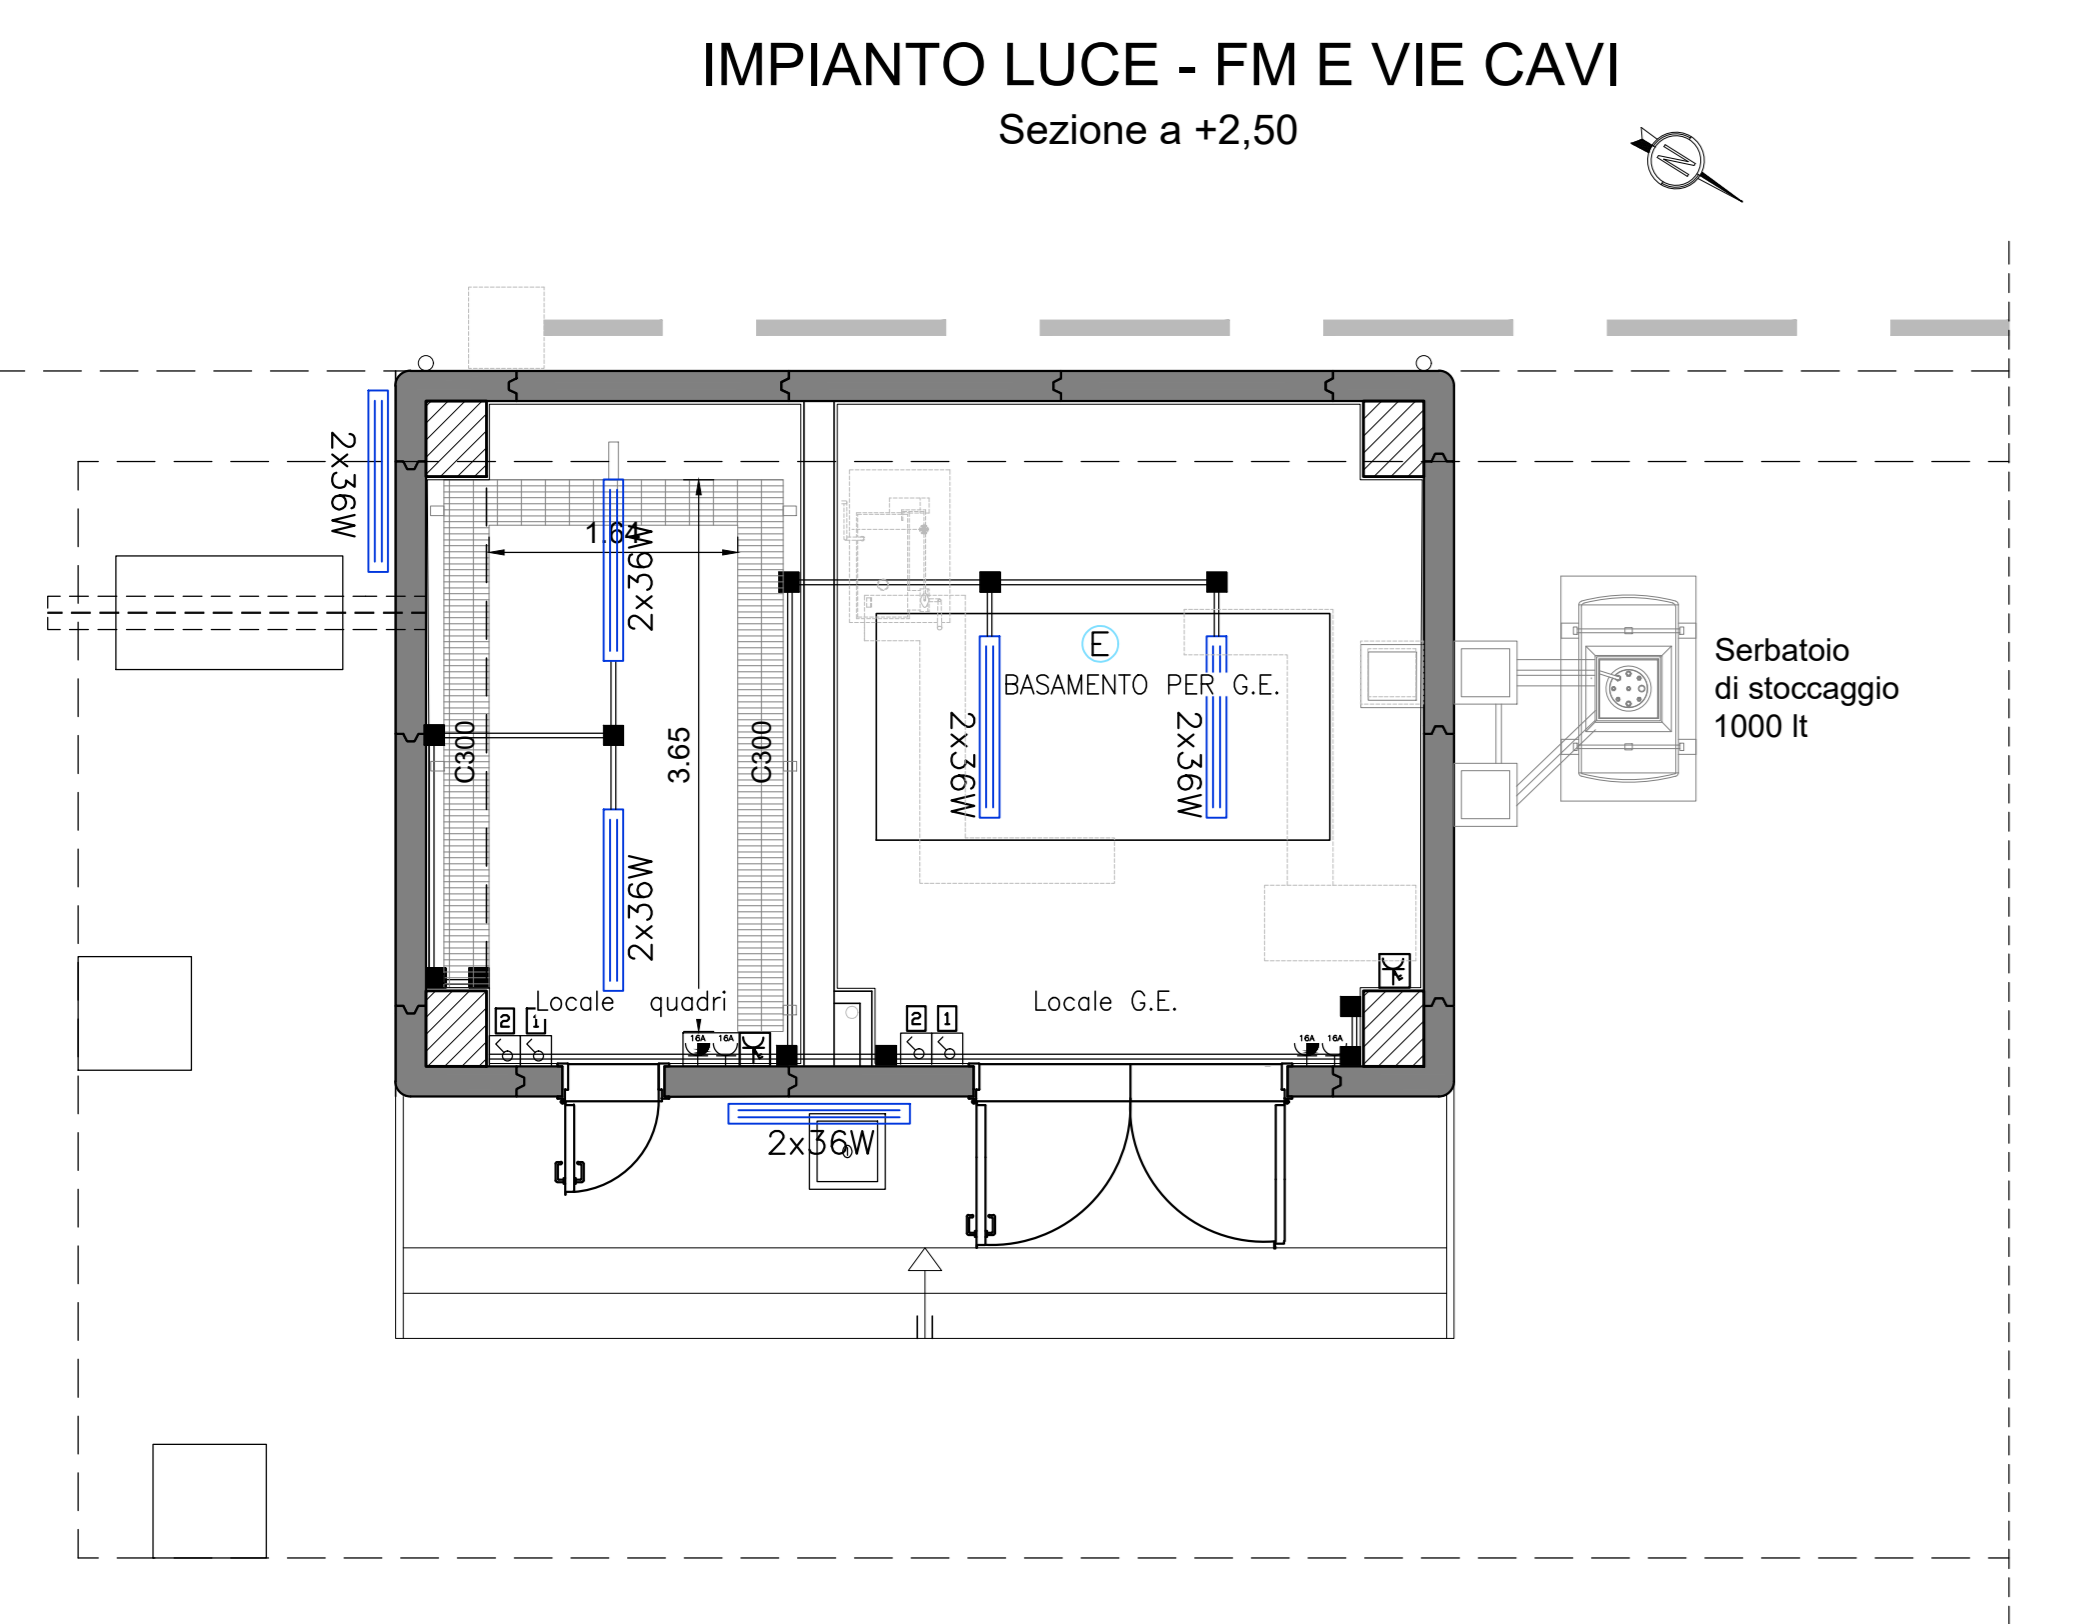 IMPIANTO LUCE - FM E VIE CAVI
Sezione a +2,50
N
2x36W
1.64
2x36W
E
BASAMENTO PER G.E.
Serbatoio
di stoccaggio
1000 lt
C300
3.65
C300
2x36W
2x36W
2x36W
Locale quadri
Locale G.E.
2
1
2
1
16A
16A
16A
16A
2x36W